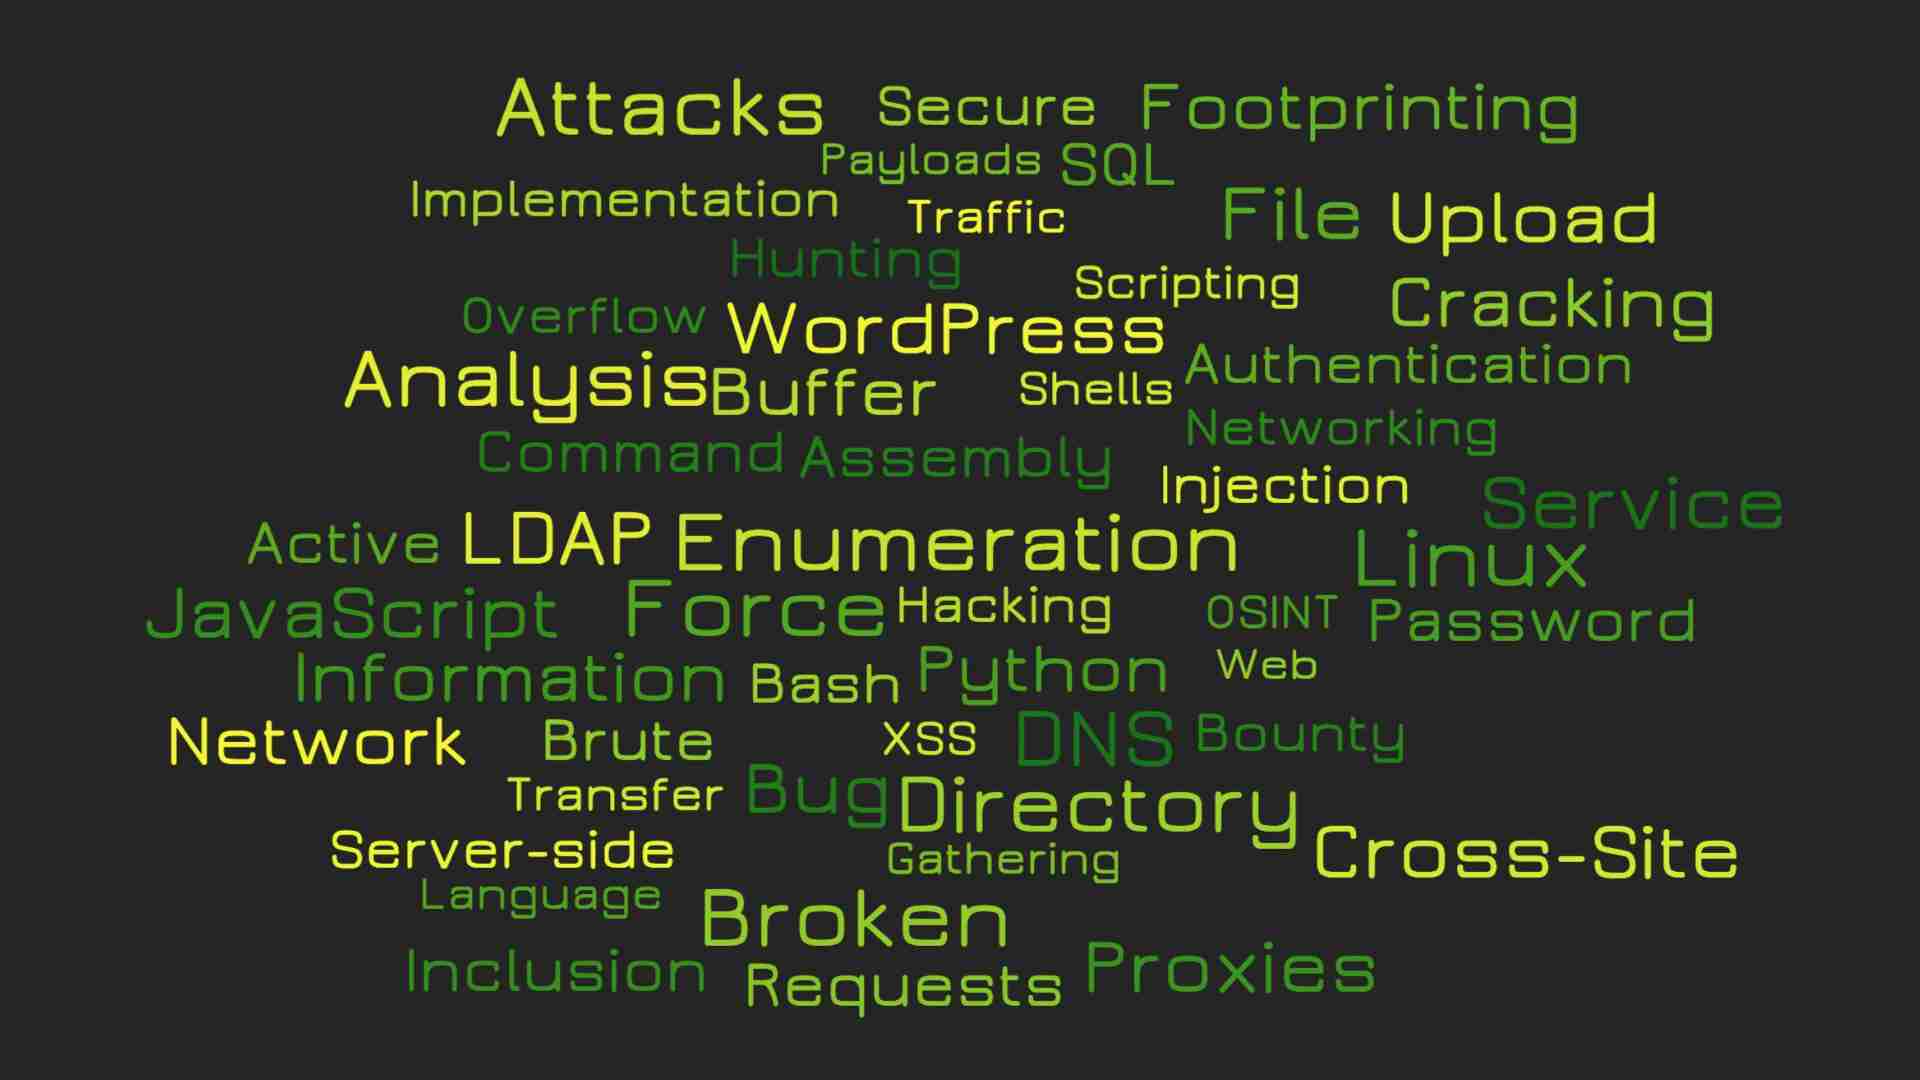 Attacks Secure Footprinting
Payloads SQL
Implementation Traffic File Upload
Hunting Scripting
Overflow WordPress Cracking
Analysis Buffer Shells Authentication
Command Assembly Networking
Injection Service
Active LDAP Enumeration Linux
JavaScript Force Hacking OSINT Password
Information Bash Python Web
Network Brute XSS DNS Bounty
Transfer Bug Directory
Server-side Gathering Cross-Site
Language Broken
Inclusion Requests Proxies